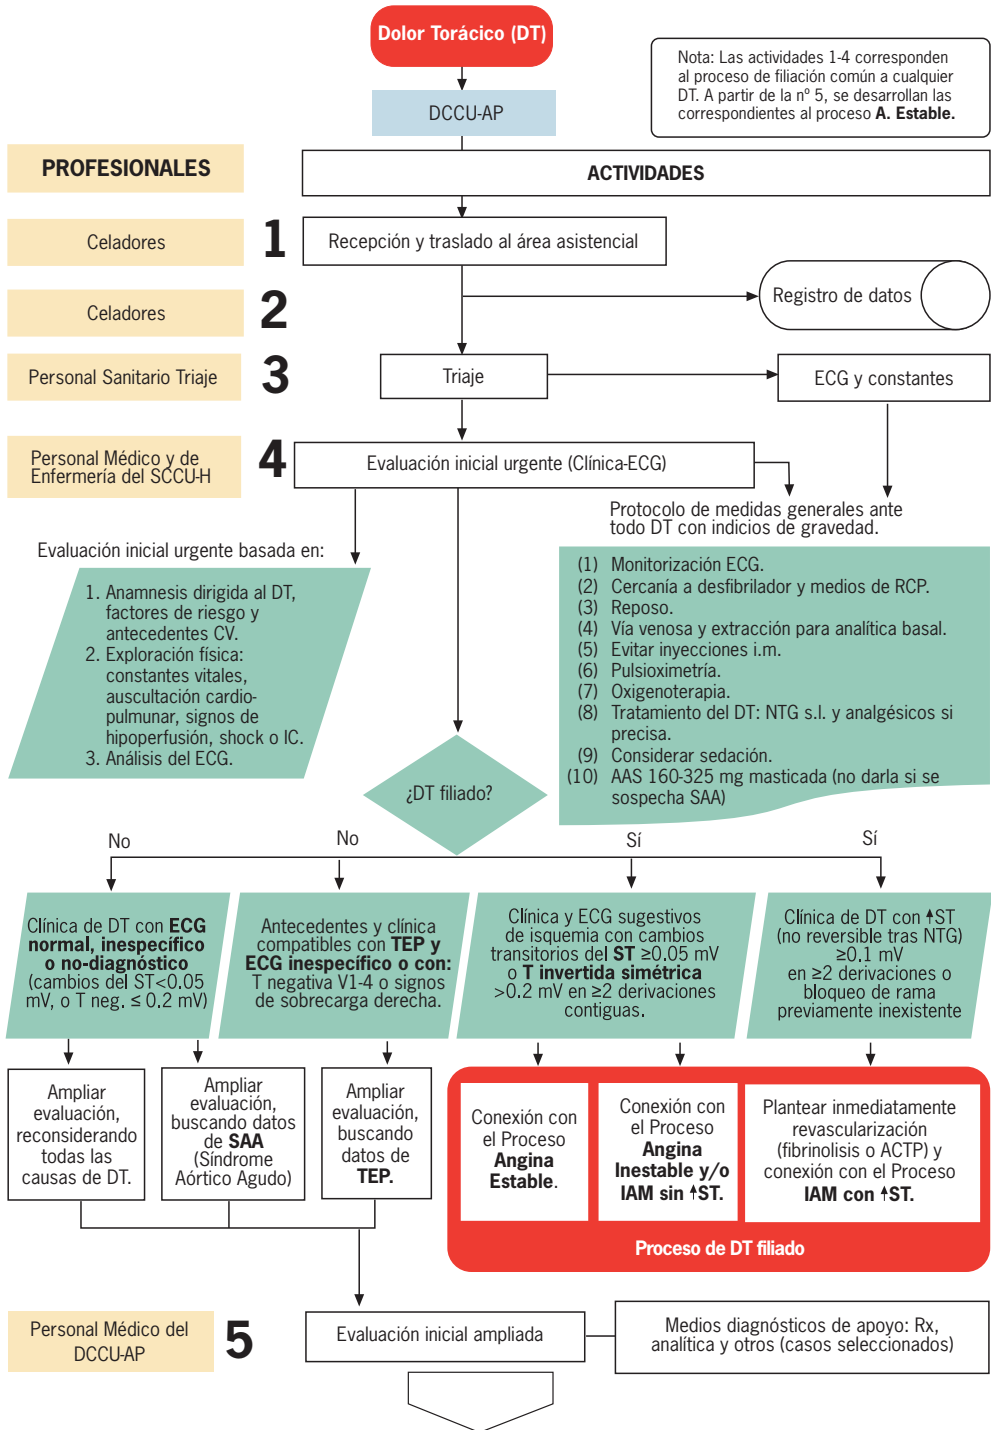 Dolor Torácico (DT)
Nota: Las actividades 1-4 corresponden
al proceso de filiación común a cualquier
DT. A partir de la nº 5, se desarrollan las
correspondientes al proceso A. Estable.
DCCU-AP
PROFESIONALES
ACTIVIDADES
Celadores
1
Recepción y traslado al área asistencial
Celadores
2
Registro de datos
Personal Sanitario Triaje
3
Triaje
ECG y constantes
Personal Médico y de
Enfermería del SCCU-H
4
Evaluación inicial urgente (Clínica-ECG)
Protocolo de medidas generales ante
todo DT con indicios de gravedad.
(1) Monitorización ECG.
(2) Cercanía a desfibrilador y medios de RCP.
(3) Reposo.
(4) Vía venosa y extracción para analítica basal.
(5) Evitar inyecciones i.m.
(6) Pulsioximetría.
(7) Oxigenoterapia.
(8) Tratamiento del DT: NTG s.l. y analgésicos si
precisa.
(9) Considerar sedación.
(10) AAS 160-325 mg masticada (no darla si se
sospecha SAA)
Evaluación inicial urgente basada en:
1. Anamnesis dirigida al DT,
factores de riesgo y
antecedentes CV.
2. Exploración física:
constantes vitales,
auscultación cardio-
pulmunar, signos de
hipoperfusión, shock o IC.
3. Análisis del ECG.
¿DT filiado?
No
No
Sí
Sí
Clínica de DT con ECG
normal, inespecífico
o no-diagnóstico
(cambios del ST<0.05
mV, o T neg. ≤ 0.2 mV)
Antecedentes y clínica
compatibles con TEP y
ECG inespecífico o con:
T negativa V1-4 o signos
de sobrecarga derecha.
Clínica y ECG sugestivos
de isquemia con cambios
transitorios del ST ≥0.05 mV
o T invertida simétrica
>0.2 mV en ≥2 derivaciones
contiguas.
Clínica de DT con ↑ST
(no reversible tras NTG)
≥0.1 mV
en ≥2 derivaciones o
bloqueo de rama
previamente inexistente
Ampliar
evaluación,
reconsiderando
todas las
causas de DT.
Ampliar
evaluación,
buscando datos
de SAA
(Síndrome
Aórtico Agudo)
Ampliar
evaluación,
buscando
datos de
TEP.
Conexión con
el Proceso
Angina
Estable.
Conexión con
el Proceso
Angina
Inestable y/o
IAM sin ↑ST.
Plantear inmediatamente
revascularización
(fibrinolisis o ACTP) y
conexión con el Proceso
IAM con ↑ST.
Proceso de DT filiado
Personal Médico del
DCCU-AP
5
Evaluación inicial ampliada
Medios diagnósticos de apoyo: Rx,
analítica y otros (casos seleccionados)